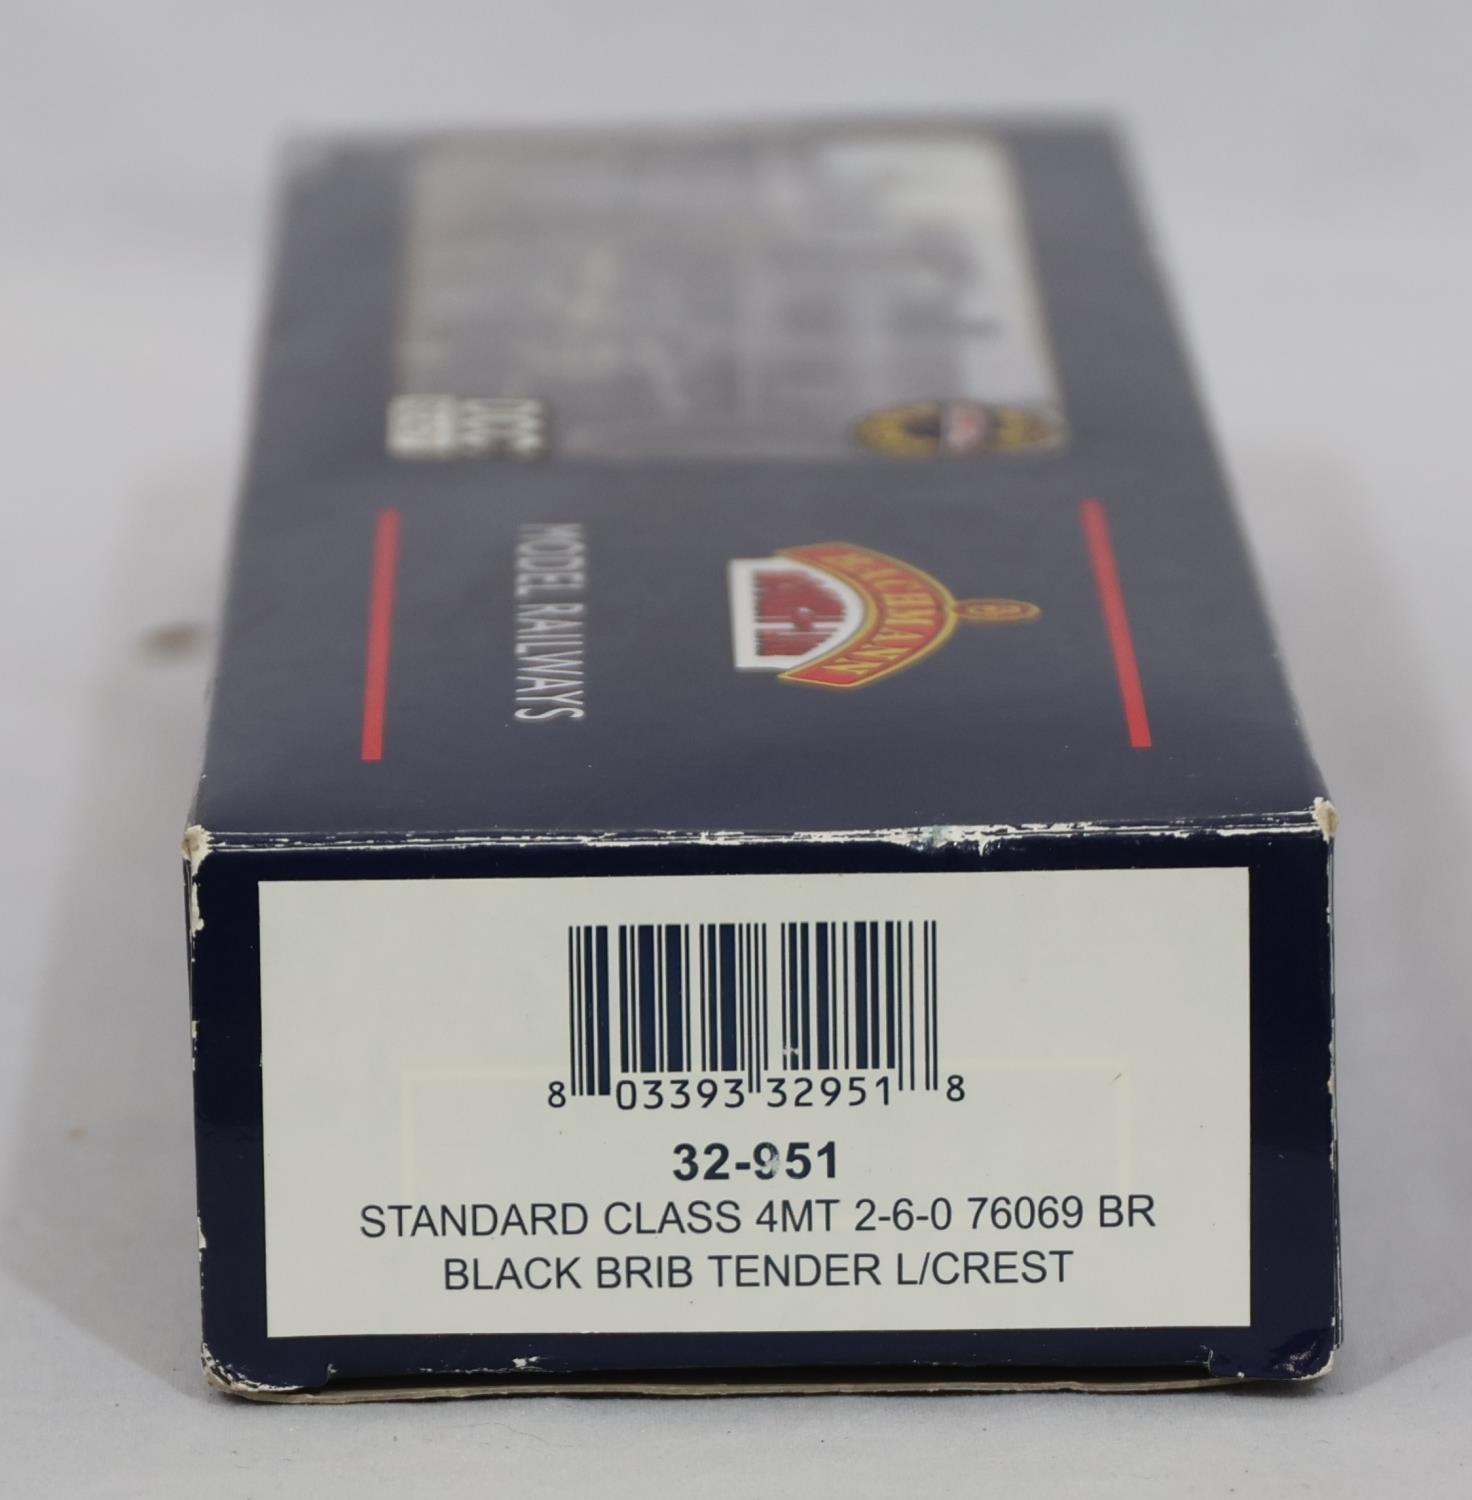 BACHMANN
MODEL RAILWAYS
8 03393 32951 8
32-951
STANDARD CLASS 4MT 2-6-0 76069 BR
BLACK BRIB TENDER L/CREST